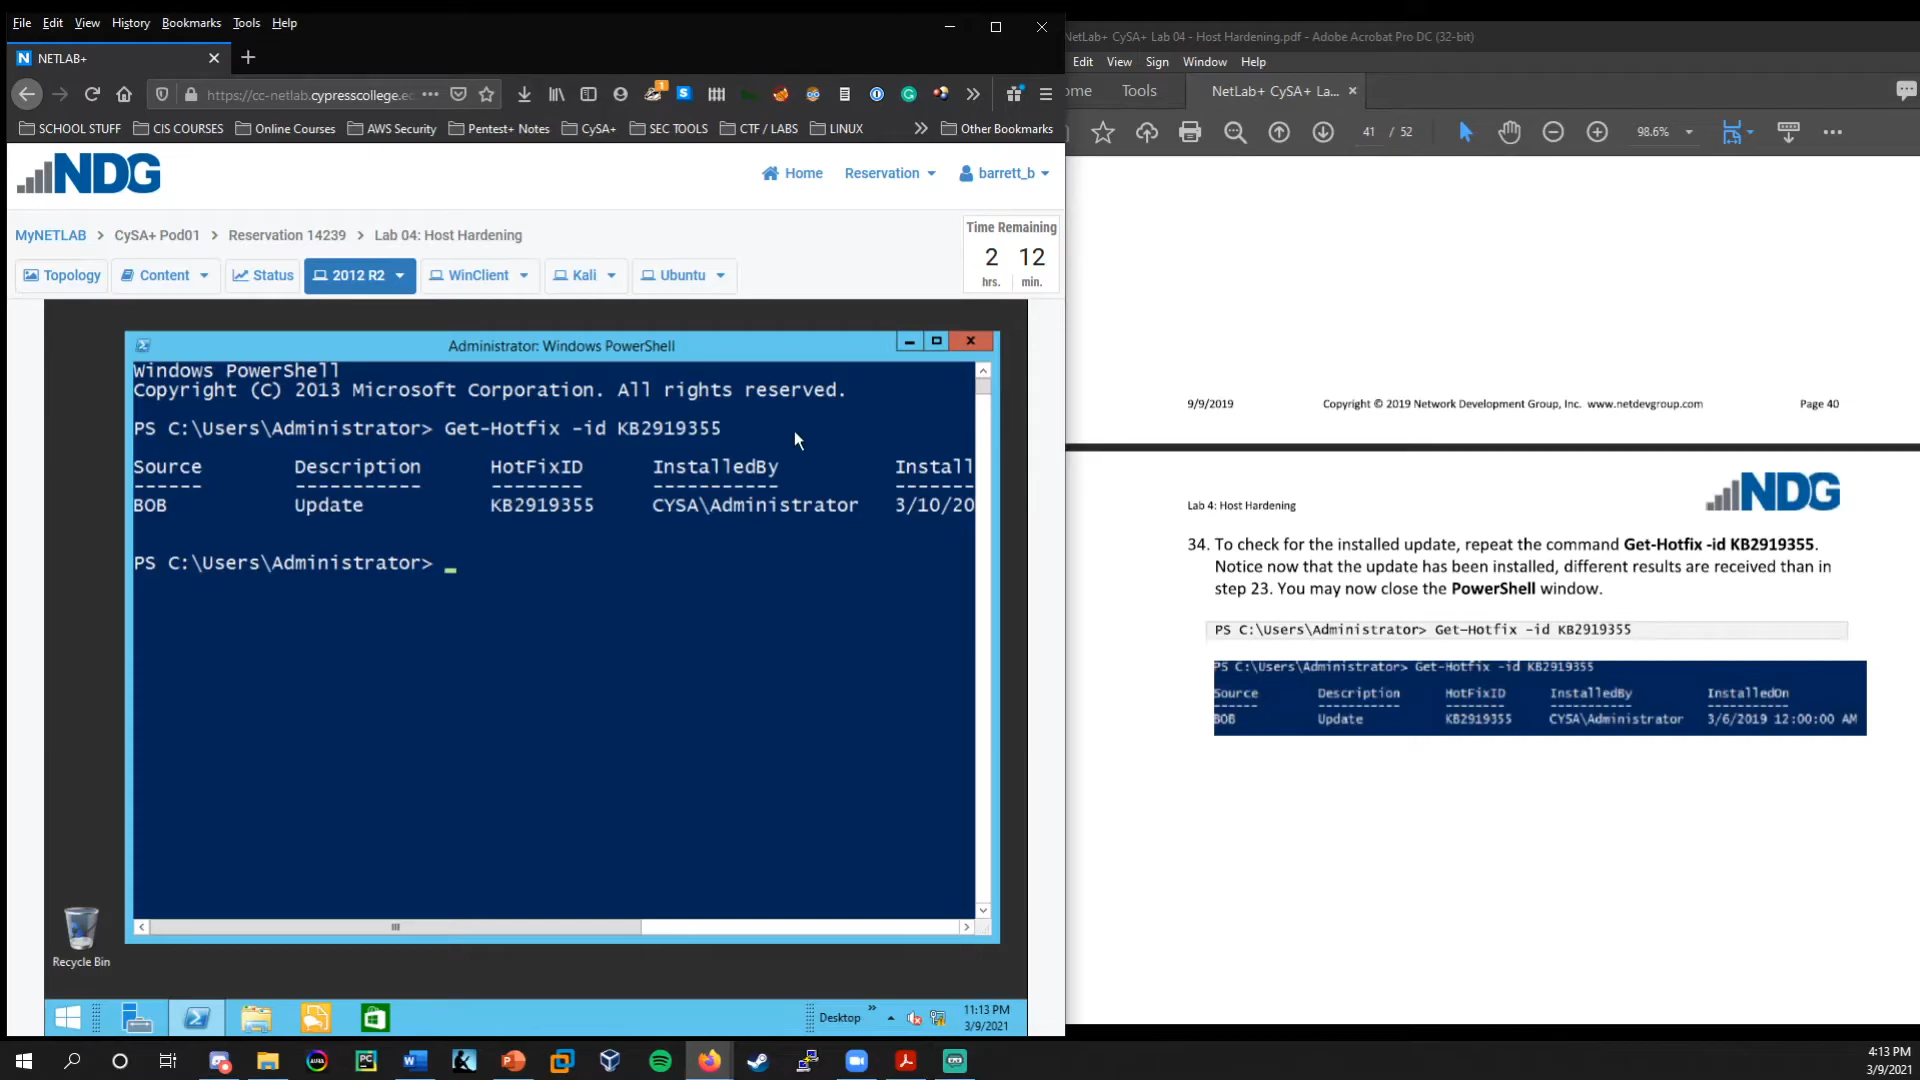 File Edit View History Bookmarks Tools Help
NETLAB+
https://cc-netlab.cypresscollege.ec
SCHOOL STUFF CIS COURSES Online Courses AWS Security Pentest+ Notes CySA+ SEC TOOLS CTF / LABS LINUX Other Bookmarks
NDG
Home Reservation barrett_b
MyNETLAB > CySA+ Pod01 > Reservation 14239 > Lab 04: Host Hardening
Time Remaining
2 12
hrs. min.
Topology Content Status 2012 R2 WinClient Kali Ubuntu
Administrator: Windows PowerShell
Windows PowerShell
Copyright (C) 2013 Microsoft Corporation. All rights reserved.
PS C:\Users\Administrator> Get-Hotfix -id KB2919355
Source Description HotFixID InstalledBy Install
------ ----------- -------- ----------- -------
BOB Update KB2919355 CYSA\Administrator 3/10/20
PS C:\Users\Administrator>
Recycle Bin
Desktop
11:13 PM
3/9/2021
NetLab+ CySA+ Lab 04 - Host Hardening.pdf - Adobe Acrobat Pro DC (32-bit)
Edit View Sign Window Help
ome Tools NetLab+ CySA+ La...
41 / 52 98.6%
9/9/2019 Copyright © 2019 Network Development Group, Inc. www.netdevgroup.com Page 40
Lab 4: Host Hardening
NDG
34. To check for the installed update, repeat the command Get-Hotfix -id KB2919355.
Notice now that the update has been installed, different results are received than in
step 23. You may now close the PowerShell window.
PS C:\Users\Administrator> Get-Hotfix -id KB2919355
PS C:\Users\Administrator> Get-Hotfix -id KB2919355
Source Description HotFixID InstalledBy InstalledOn
------ ----------- -------- ----------- -----------
BOB Update KB2919355 CYSA\Administrator 3/6/2019 12:00:00 AM
4:13 PM
3/9/2021